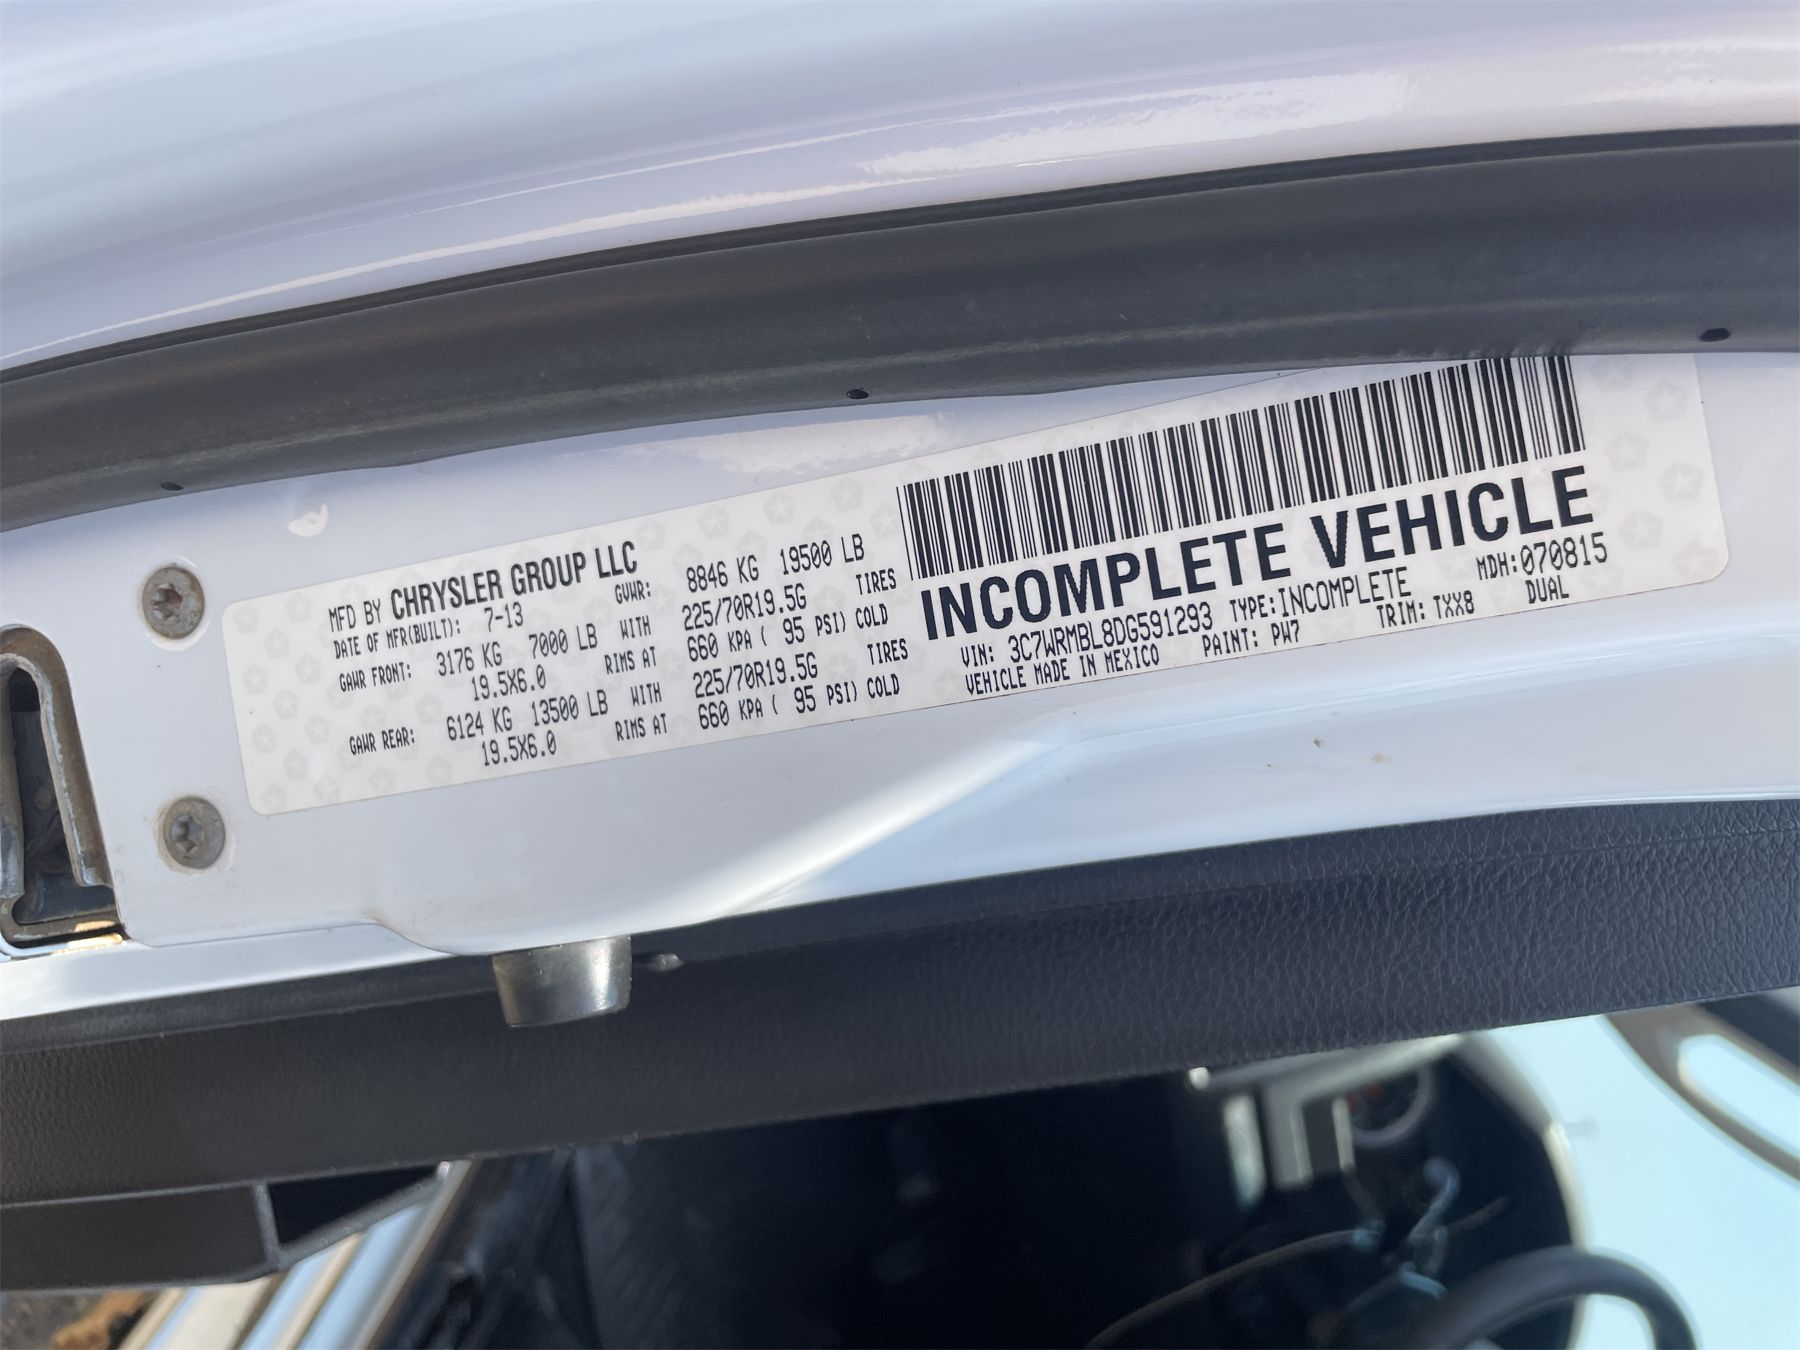 MFD BY CHRYSLER GROUP LLC
DATE OF MFR(BUILT): 7-13 GVWR: 8846 KG 19500 LB
GAWR FRONT: 3176 KG 7000 LB WITH 225/70R19.5G TIRES
19.5X6.0 RIMS AT 660 KPA ( 95 PSI) COLD
GAWR REAR: 6124 KG 13500 LB WITH 225/70R19.5G TIRES
19.5X6.0 RIMS AT 660 KPA ( 95 PSI) COLD
INCOMPLETE VEHICLE
VIN: 3C7WRMBL8DG591293 TYPE:INCOMPLETE MDH:070815
VEHICLE MADE IN MEXICO PAINT: PW7 TRIM: TXX8 DUAL